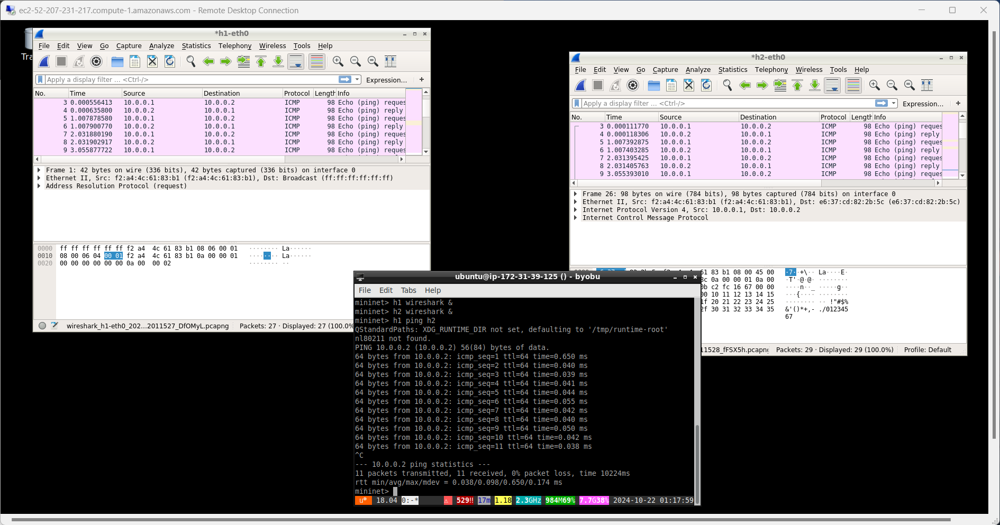 ec2-52-207-231-217.compute-1.amazonaws.com - Remote Desktop Connection
Tra
*h1-eth0
File Edit View Go Capture Analyze Statistics Telephony Wireless Tools Help
Apply a display filter ... <Ctrl-/> Expression... +
No. Time Source Destination Protocol Length Info
3 0.000556413 10.0.0.1 10.0.0.2 ICMP 98 Echo (ping) reques
4 0.000635800 10.0.0.2 10.0.0.1 ICMP 98 Echo (ping) reply
5 1.007878580 10.0.0.1 10.0.0.2 ICMP 98 Echo (ping) reques
6 1.007900770 10.0.0.2 10.0.0.1 ICMP 98 Echo (ping) reply
7 2.031880190 10.0.0.1 10.0.0.2 ICMP 98 Echo (ping) reques
8 2.031902917 10.0.0.2 10.0.0.1 ICMP 98 Echo (ping) reply
9 3.055877722 10.0.0.1 10.0.0.2 ICMP 98 Echo (ping) reques
Frame 1: 42 bytes on wire (336 bits), 42 bytes captured (336 bits) on interface 0
Ethernet II, Src: f2:a4:4c:61:83:b1 (f2:a4:4c:61:83:b1), Dst: Broadcast (ff:ff:ff:ff:ff:ff)
Address Resolution Protocol (request)
0000 ff ff ff ff ff ff f2 a4 4c 61 83 b1 08 06 00 01 ········ La······
0010 08 00 06 04 00 01 f2 a4 4c 61 83 b1 0a 00 00 01 ········ La······
0020 00 00 00 00 00 00 0a 00 00 02 ········ ··
wireshark_h1-eth0_202...2011527_DfOMyL.pcapng Packets: 27 · Displayed: 27 (100.0%
*h2-eth0
File Edit View Go Capture Analyze Statistics Telephony Wireless Tools Help
Apply a display filter ... <Ctrl-/> Expression... +
No. Time Source Destination Protocol Length Info
3 0.000111770 10.0.0.1 10.0.0.2 ICMP 98 Echo (ping) reques
4 0.000118306 10.0.0.2 10.0.0.1 ICMP 98 Echo (ping) reply
5 1.007392875 10.0.0.1 10.0.0.2 ICMP 98 Echo (ping) reques
6 1.007403285 10.0.0.2 10.0.0.1 ICMP 98 Echo (ping) reply
7 2.031395425 10.0.0.1 10.0.0.2 ICMP 98 Echo (ping) reques
8 2.031405763 10.0.0.2 10.0.0.1 ICMP 98 Echo (ping) reply
9 3.055393010 10.0.0.1 10.0.0.2 ICMP 98 Echo (ping) reques
Frame 26: 98 bytes on wire (784 bits), 98 bytes captured (784 bits) on interface 0
Ethernet II, Src: f2:a4:4c:61:83:b1 (f2:a4:4c:61:83:b1), Dst: e6:37:cd:82:2b:5c (e6:37:cd:82:2b:5c)
Internet Protocol Version 4, Src: 10.0.0.1, Dst: 10.0.0.2
Internet Control Message Protocol
61 83 b1 08 00 45 00 ·7··+\·· La····E·
3c 0a 00 00 01 0a 00 ·T'·@·@· ········
0b c2 fc 16 67 00 00 ····n··_ ·····g··
00 10 11 12 13 14 15 ···{···· ········
1f 20 21 22 23 24 25 ········ ·· !"#$%
2f 30 31 32 33 34 35 &'()*+,- ./012345
67
11528_fFSX5h.pcapng Packets: 29 · Displayed: 29 (100.0%) Profile: Default
ubuntu@ip-172-31-39-125 () - byobu
File Edit Tabs Help
mininet> h1 wireshark &
mininet> h2 wireshark &
mininet> h1 ping h2
QStandardPaths: XDG_RUNTIME_DIR not set, defaulting to '/tmp/runtime-root'
nl80211 not found.
PING 10.0.0.2 (10.0.0.2) 56(84) bytes of data.
64 bytes from 10.0.0.2: icmp_seq=1 ttl=64 time=0.650 ms
64 bytes from 10.0.0.2: icmp_seq=2 ttl=64 time=0.040 ms
64 bytes from 10.0.0.2: icmp_seq=3 ttl=64 time=0.039 ms
64 bytes from 10.0.0.2: icmp_seq=4 ttl=64 time=0.041 ms
64 bytes from 10.0.0.2: icmp_seq=5 ttl=64 time=0.044 ms
64 bytes from 10.0.0.2: icmp_seq=6 ttl=64 time=0.055 ms
64 bytes from 10.0.0.2: icmp_seq=7 ttl=64 time=0.042 ms
64 bytes from 10.0.0.2: icmp_seq=8 ttl=64 time=0.040 ms
64 bytes from 10.0.0.2: icmp_seq=9 ttl=64 time=0.050 ms
64 bytes from 10.0.0.2: icmp_seq=10 ttl=64 time=0.042 ms
64 bytes from 10.0.0.2: icmp_seq=11 ttl=64 time=0.038 ms
^C
--- 10.0.0.2 ping statistics ---
11 packets transmitted, 11 received, 0% packet loss, time 10224ms
rtt min/avg/max/mdev = 0.038/0.098/0.650/0.174 ms
mininet>
u 18.04 0:-* ⚠ 529!! 17m 1.18 2.3GHz 984M69% 7.7G38% 2024-10-22 01:17:59